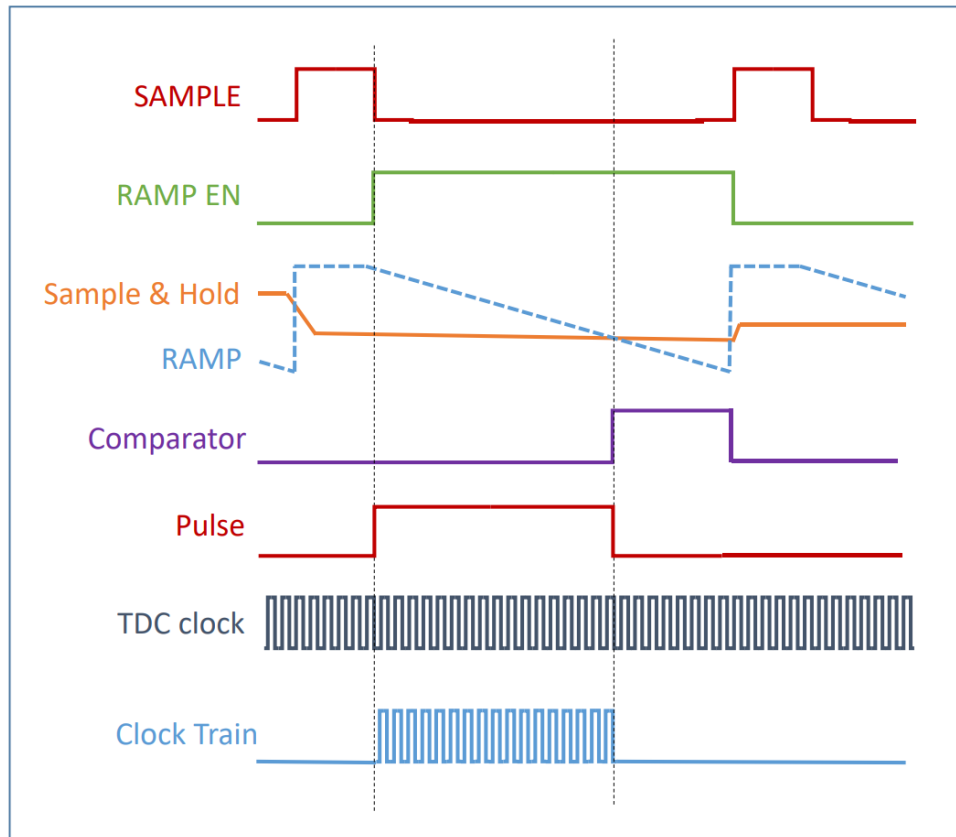 SAMPLE
RAMP EN
Sample & Hold
RAMP
Comparator
Pulse
TDC clock
Clock Train